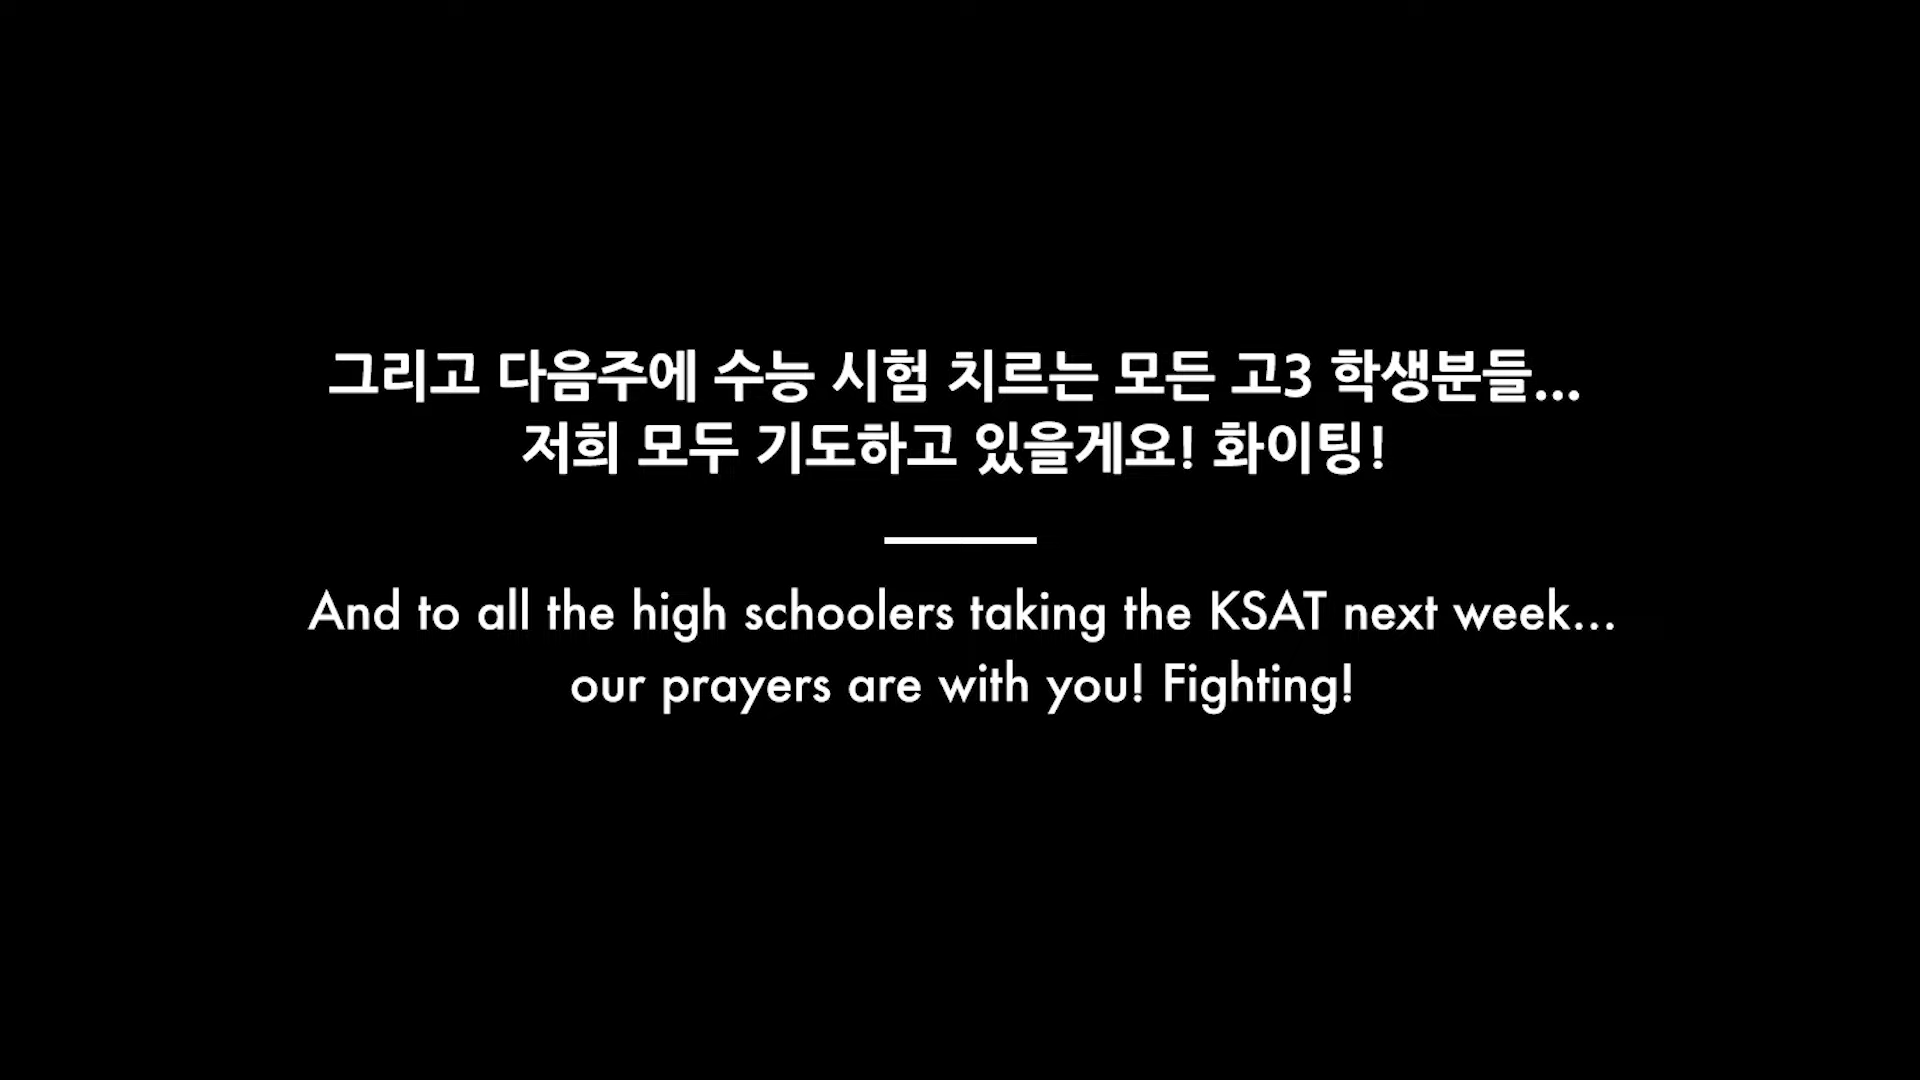 그리고 다음주에 수능 시험 치르는 모든 고3 학생분들...
저희 모두 기도하고 있을게요! 화이팅!
And to all the high schoolers taking the KSAT next week...
our prayers are with you! Fighting!